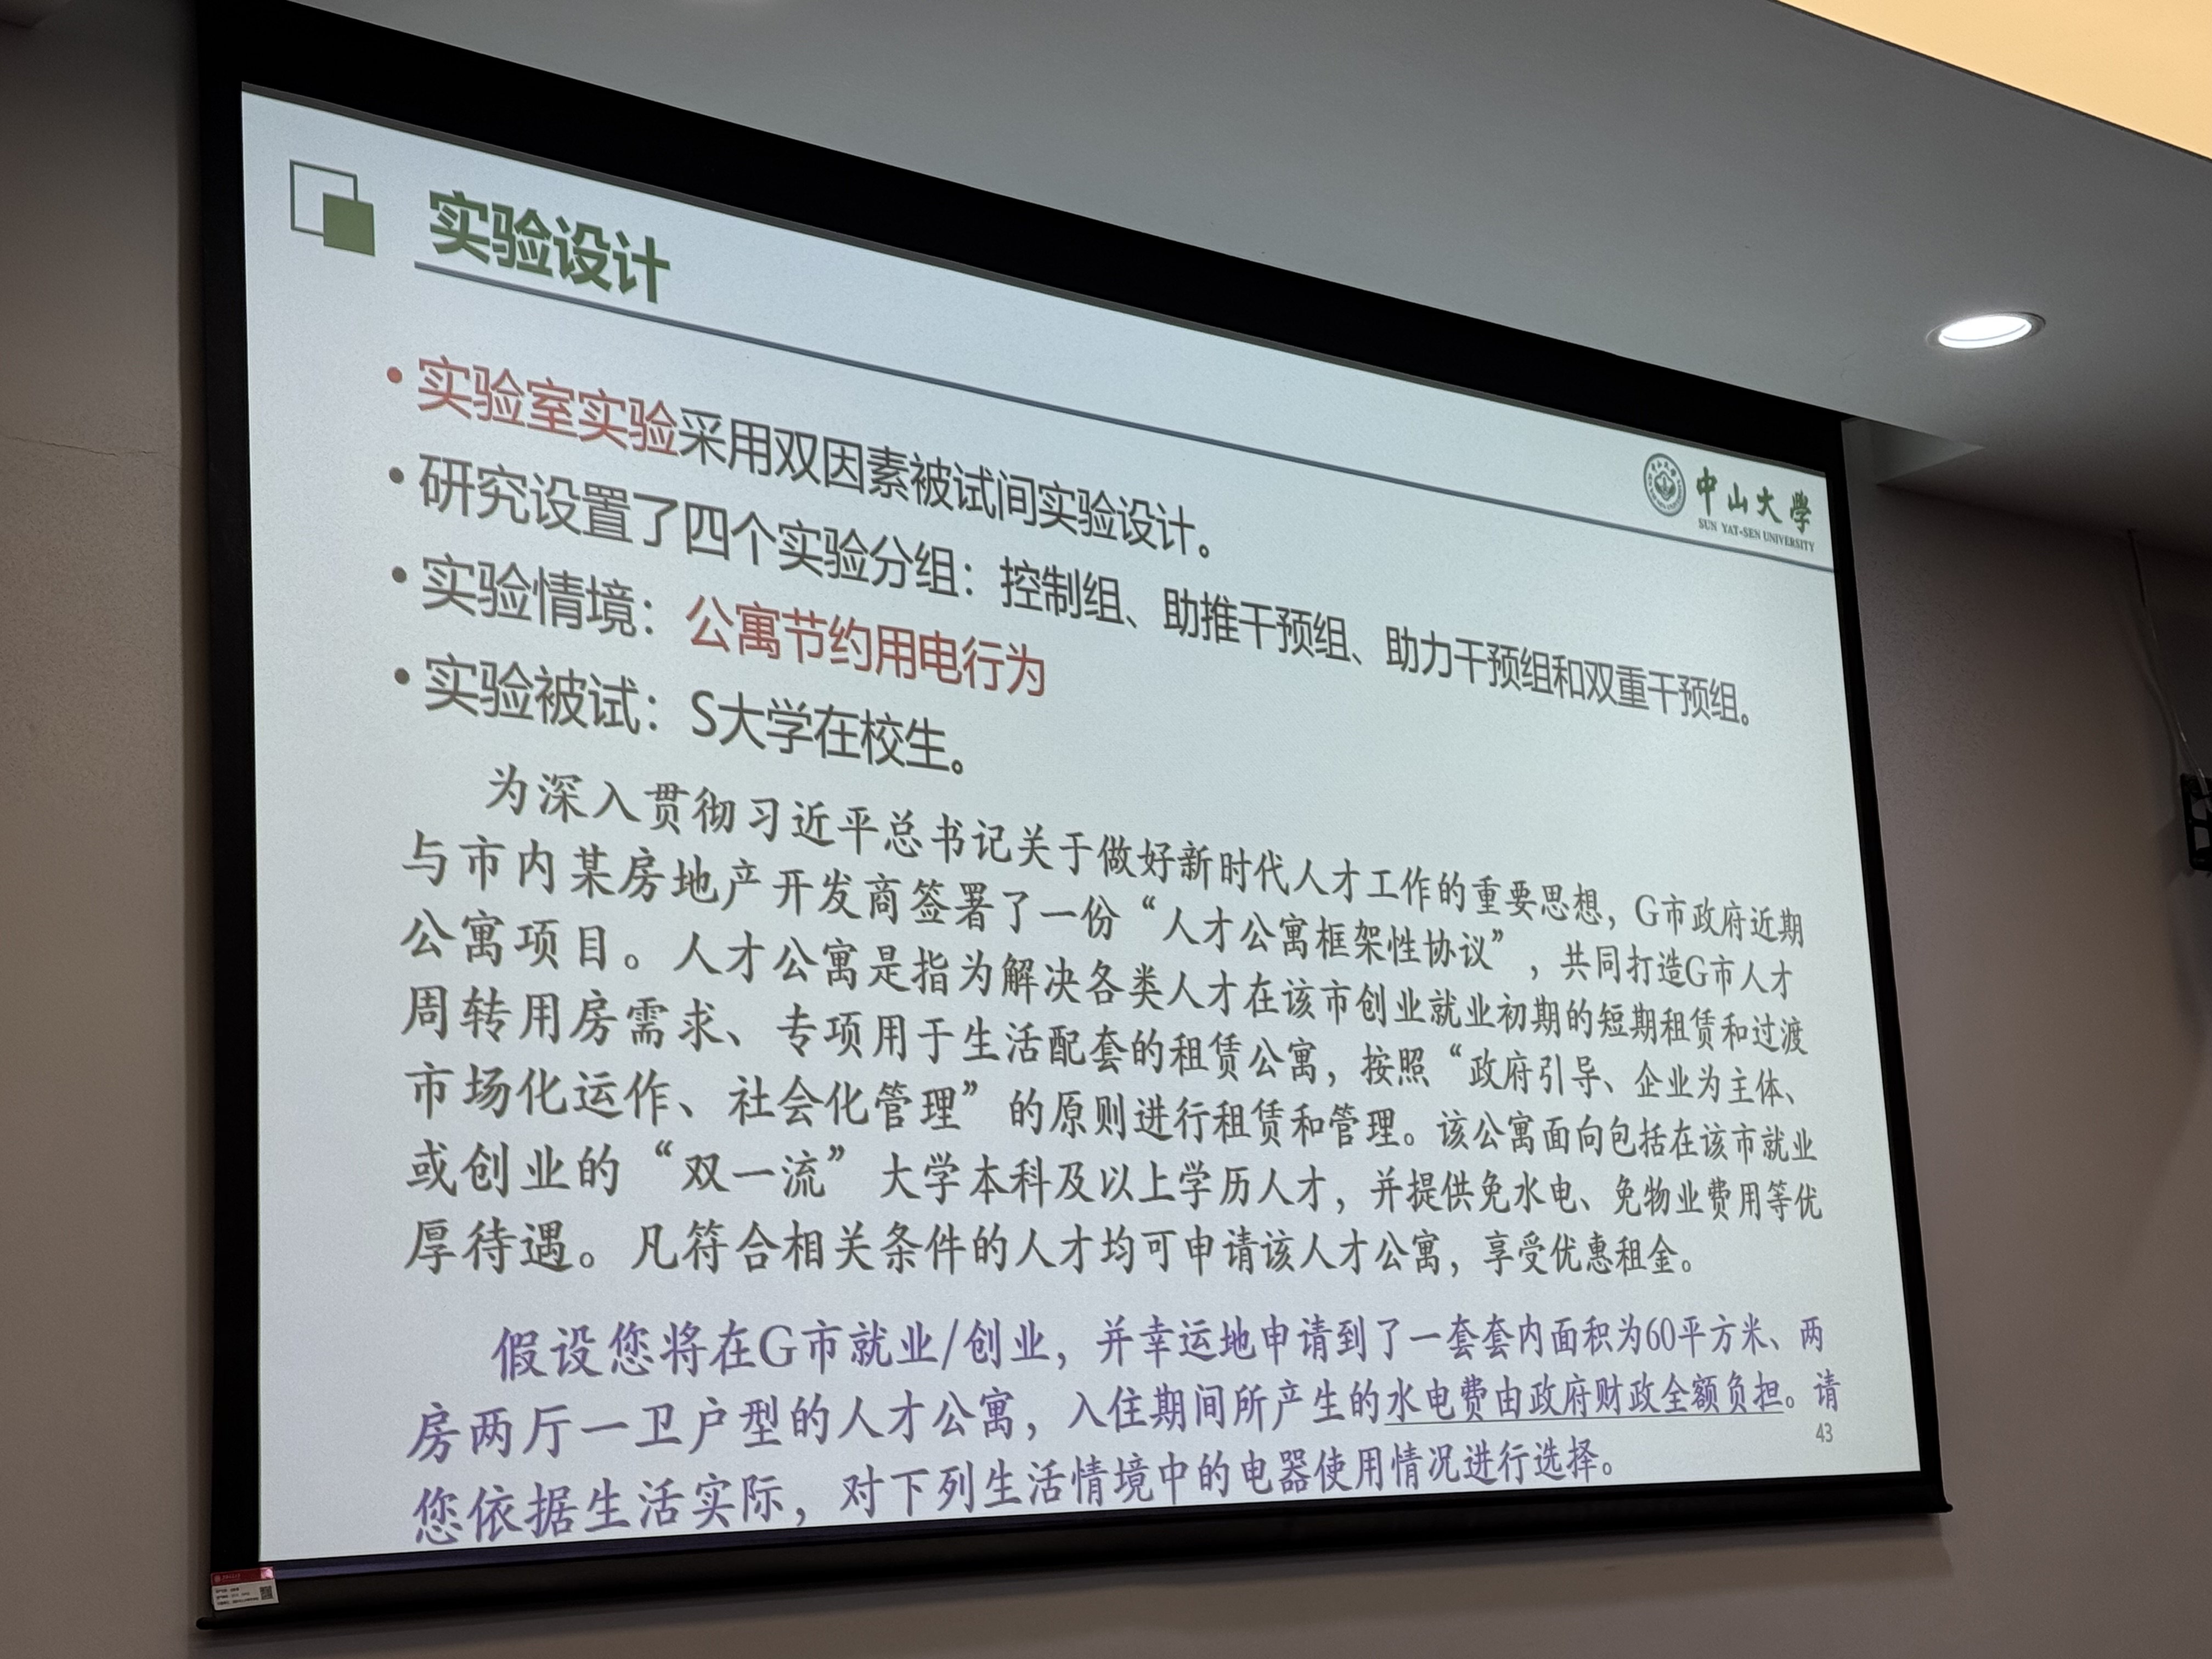 实验设计
中山大學
SUN YAT-SEN UNIVERSITY
• 实验室实验采用双因素被试间实验设计。
• 研究设置了四个实验分组：控制组、助推干预组、助力干预组和双重干预组。
• 实验情境：公寓节约用电行为
• 实验被试：S大学在校生。
为深入贯彻习近平总书记关于做好新时代人才工作的重要思想，G市政府近期
与市内某房地产开发商签署了一份“人才公寓框架性协议”，共同打造G市人才
公寓项目。人才公寓是指为解决各类人才在该市创业就业初期的短期租赁和过渡
周转用房需求、专项用于生活配套的租赁公寓，按照“政府引导、企业为主体、
市场化运作、社会化管理”的原则进行租赁和管理。该公寓面向包括在该市就业
或创业的“双一流”大学本科及以上学历人才，并提供免水电、免物业费用等优
厚待遇。凡符合相关条件的人才均可申请该人才公寓，享受优惠租金。
假设您将在G市就业/创业，并幸运地申请到了一套套内面积为60平方米、两
房两厅一卫户型的人才公寓，入住期间所产生的水电费由政府财政全额负担。请
您依据生活实际，对下列生活情境中的电器使用情况进行选择。
43